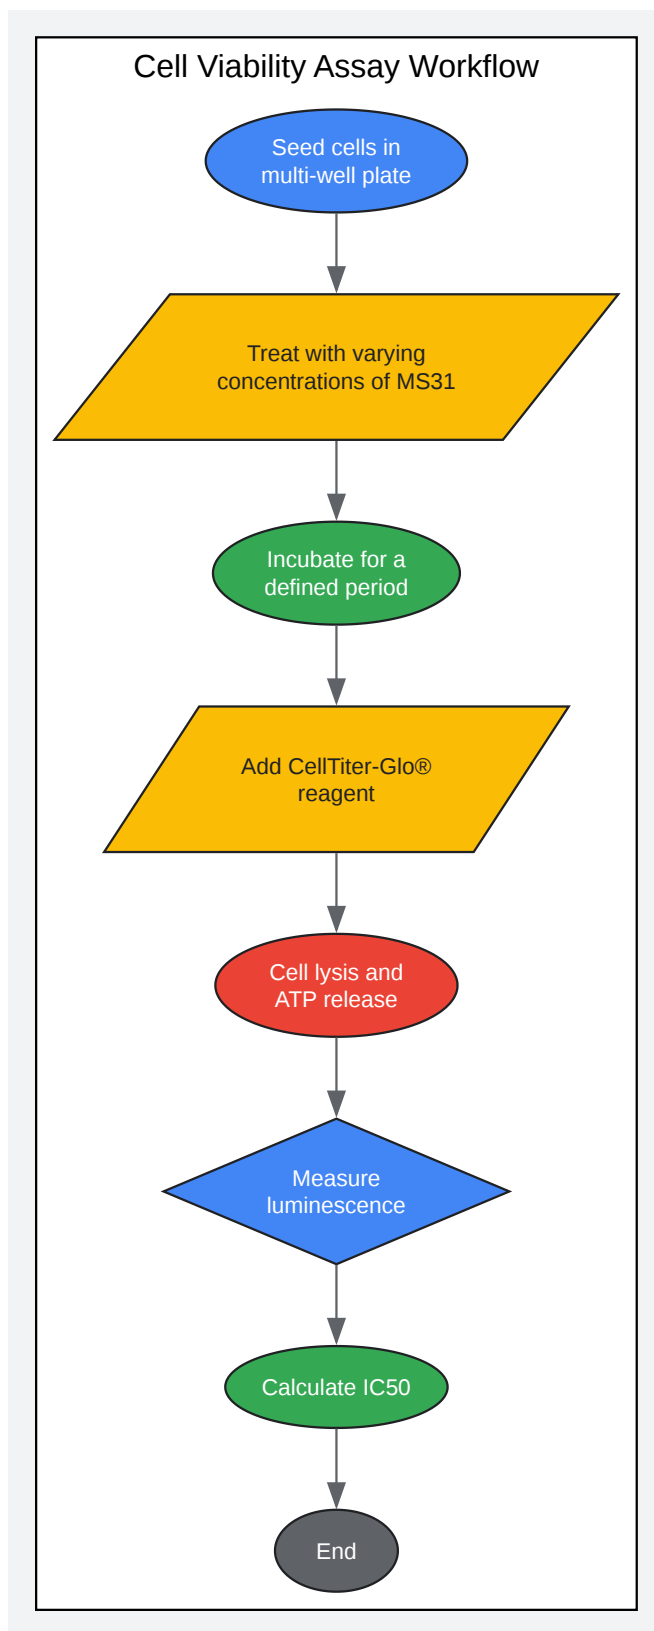 Cell Viability Assay Workflow
Seed cells in
multi-well plate
Treat with varying
concentrations of MS31
Incubate for a
defined period
Add CellTiter-Glo®
reagent
Cell lysis and
ATP release
Measure
luminescence
Calculate IC50
End